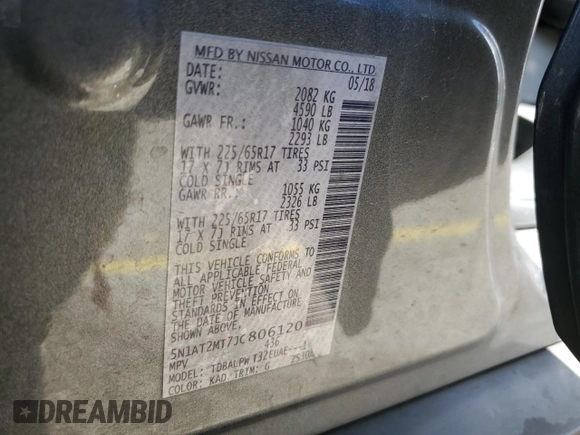 MFD BY NISSAN MOTOR CO., LTD
DATE: 05/18
GVWR: 2082 KG
4590 LB
GAWR FR.: 1040 KG
2293 LB
WITH 225/65R17 TIRES
17 X 7J RIMS AT 33 PSI
COLD SINGLE
GAWR RR.: 1055 KG
2326 LB
WITH 225/65R17 TIRES
17 X 7J RIMS AT 33 PSI
COLD SINGLE
THIS VEHICLE CONFORMS TO
ALL APPLICABLE FEDERAL
MOTOR VEHICLE SAFETY AND
THEFT PREVENTION
STANDARDS IN EFFECT ON
THE DATE OF MANUFACTURE
SHOWN ABOVE.
5N1AT2MT7JC806120
MPV 436
MODEL: TDBALPW T32EUAE
COLOR: KAD TRIM: G
DREAMBID